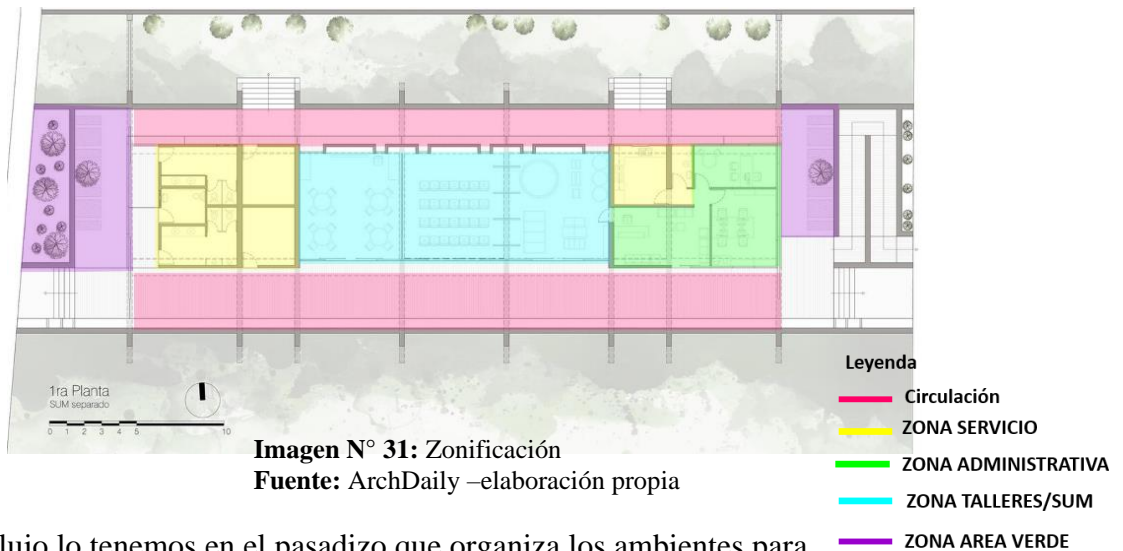 1ra Planta
SUM separado
0 1 2 3 4 5 10
Imagen N° 31: Zonificación
Fuente: ArchDaily –elaboración propia
Leyenda
Circulación
ZONA SERVICIO
ZONA ADMINISTRATIVA
ZONA TALLERES/SUM
ZONA AREA VERDE
lo tenemos en el pasadizo que organiza los ambientes para